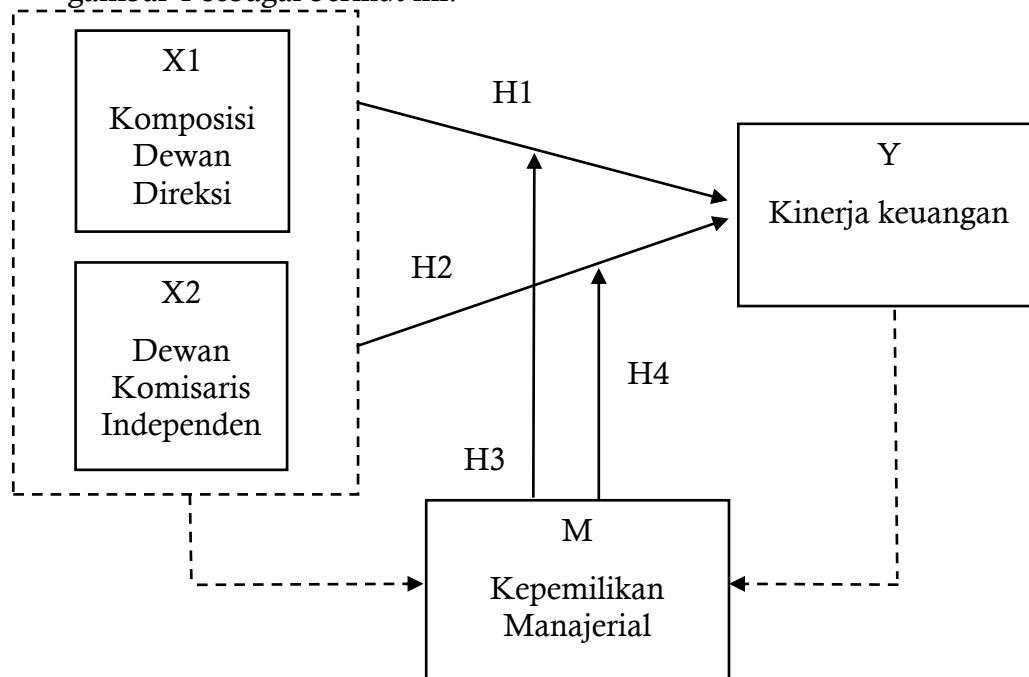 gambar 1 sebagai berikut ini:
X1
Komposisi
Dewan
Direksi
H1
Y
Kinerja keuangan
H2
X2
Dewan
Komisaris
Independen
H4
H3
M
Kepemilikan
Manajerial